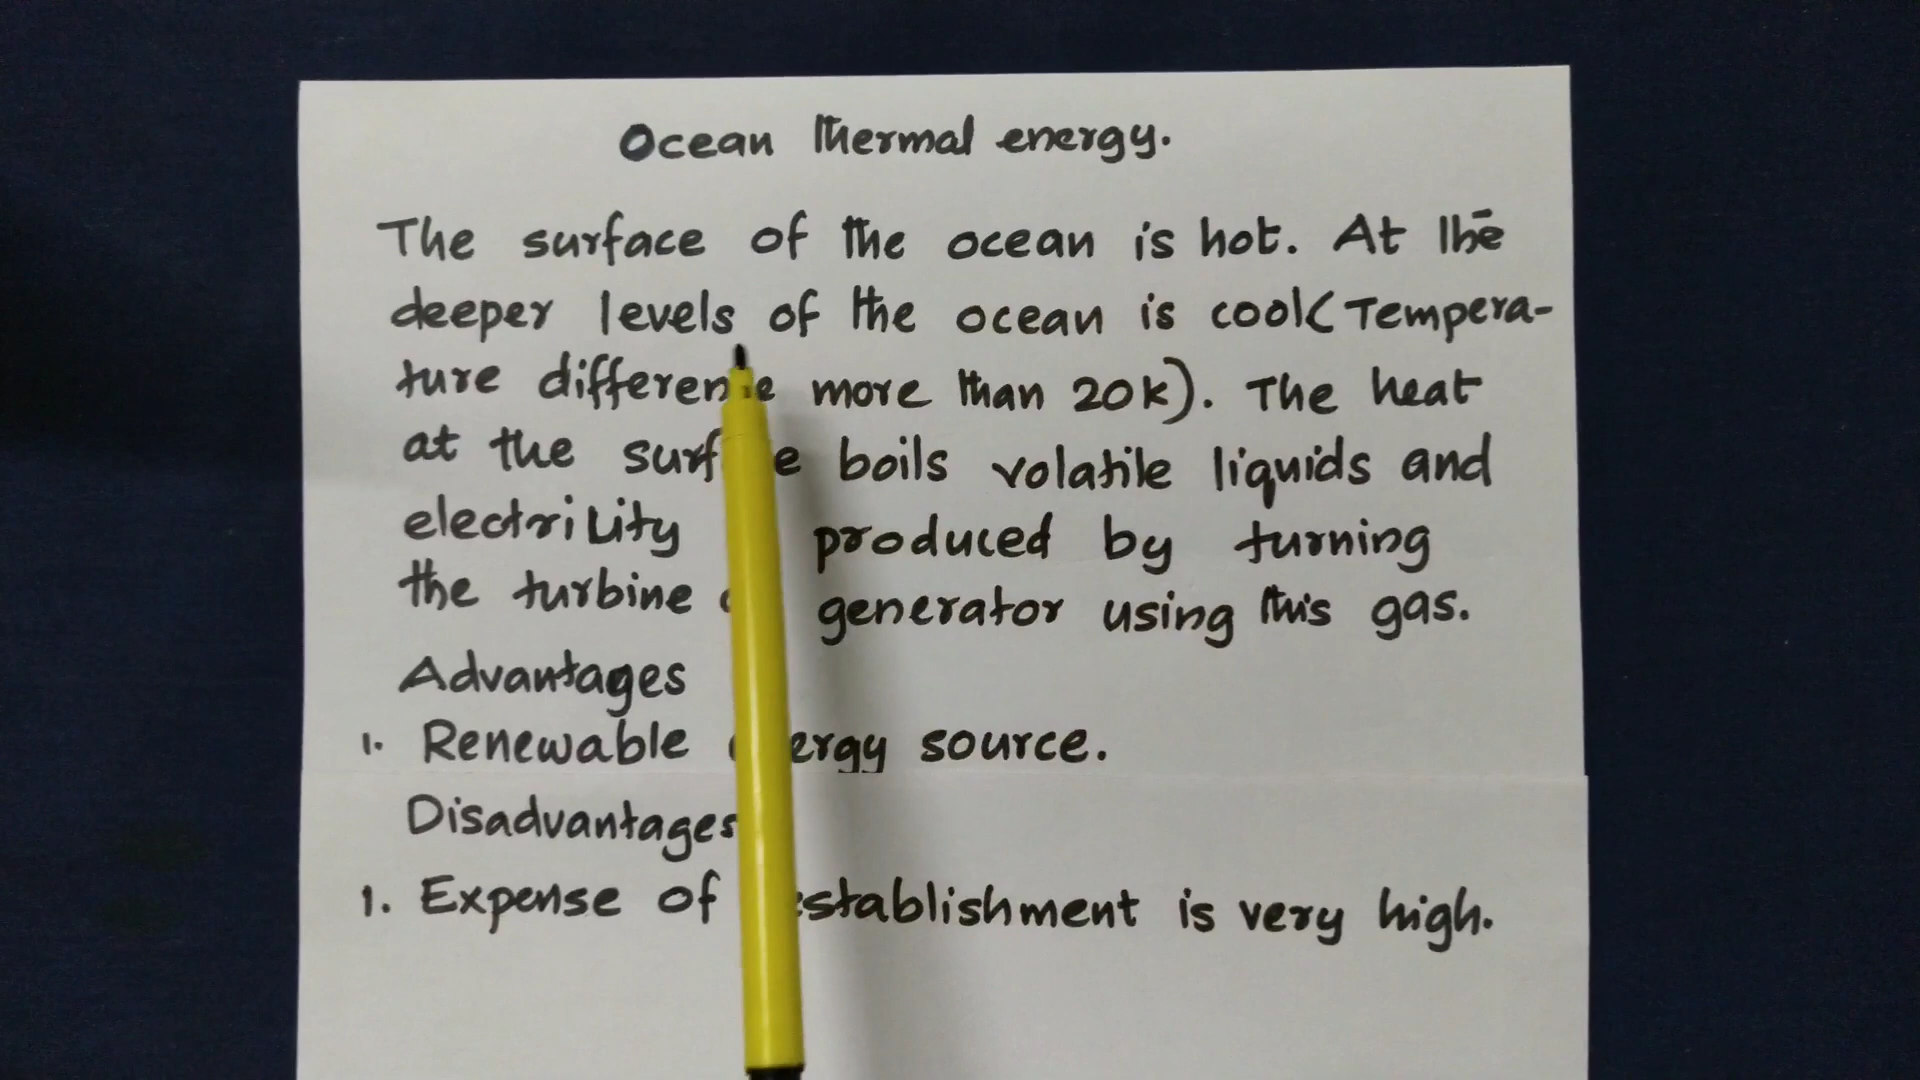 Ocean thermal energy.
The surface of the ocean is hot. At the
deeper levels of the ocean is cool (Tempera-
ture difference more than 20K). The heat
at the surface boils volatile liquids and
electricity produced by turning
the turbine generator using this gas.
Advantages
1. Renewable energy source.
Disadvantages
1. Expense of establishment is very high.